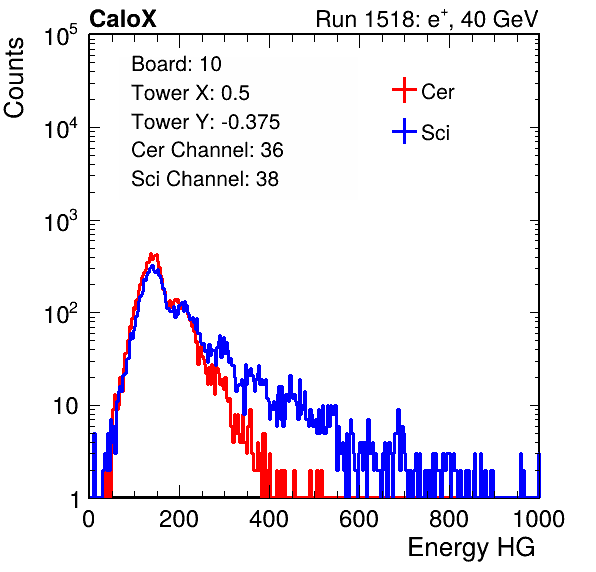 CaloX Run 1518: e⁺, 40 GeV
Counts
10⁵
10⁴
10³
10²
10
1
Board: 10
Tower X: 0.5
Tower Y: -0.375
Cer Channel: 36
Sci Channel: 38
Cer
Sci
0 200 400 600 800 1000
Energy HG